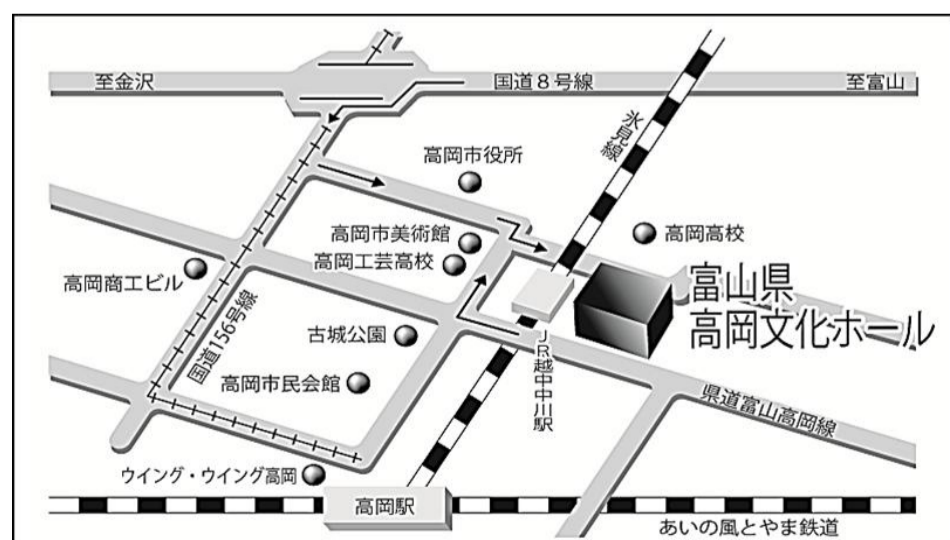 至金沢
国道8号線
至富山
氷見線
高岡市役所
高岡市美術館
高岡工芸高校
高岡高校
高岡商工ビル
富山県
高岡文化ホール
古城公園
国道156号線
高岡市民会館
JR越中中川駅
県道富山高岡線
ウイング・ウイング高岡
高岡駅
あいの風とやま鉄道